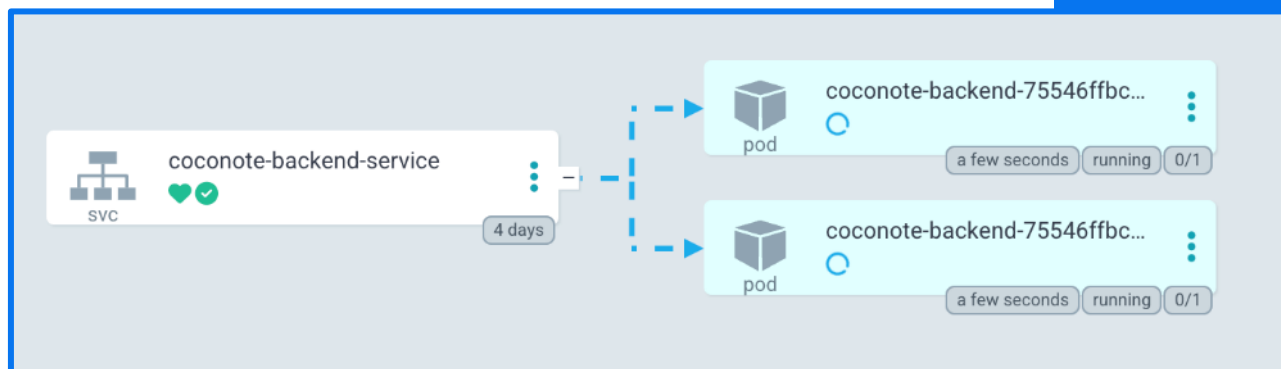 coconote-backend-service
svc
4 days
coconote-backend-75546ffbc...
pod
a few seconds
running
0/1
coconote-backend-75546ffbc...
pod
a few seconds
running
0/1